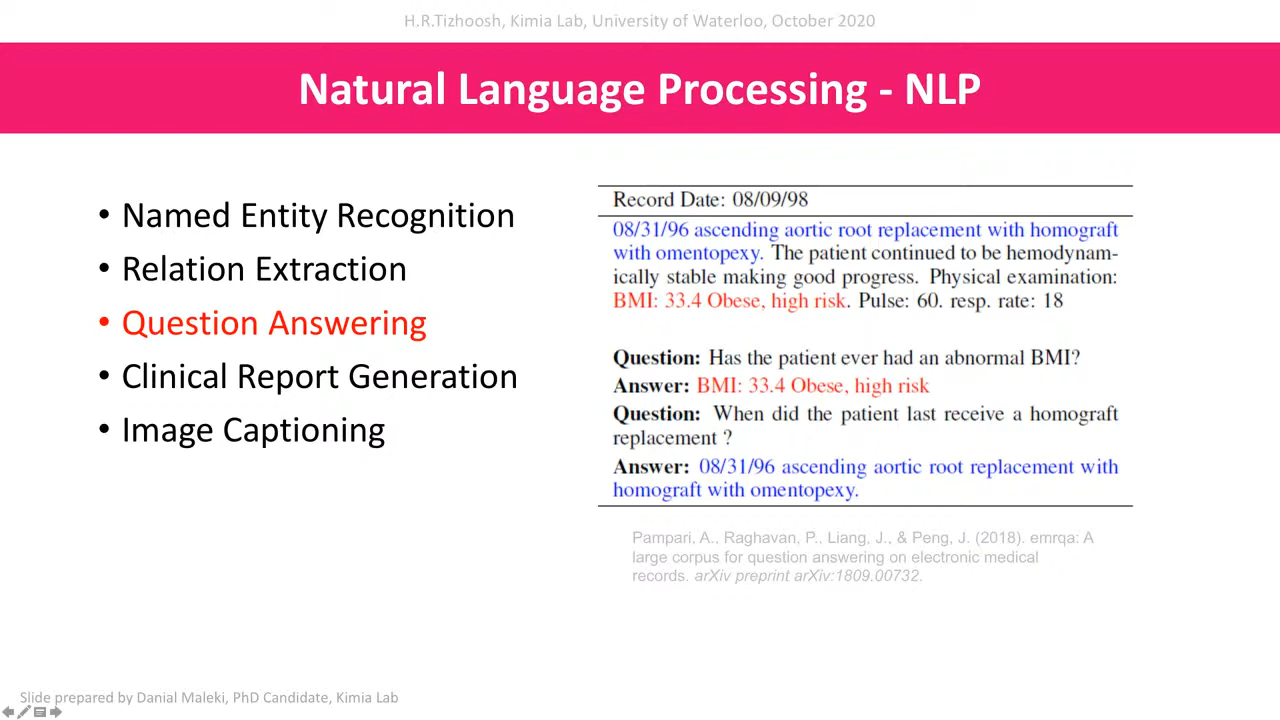 H.R.Tizhoosh, Kimia Lab, University of Waterloo, October 2020
Natural Language Processing - NLP
• Named Entity Recognition
• Relation Extraction
• Question Answering
• Clinical Report Generation
• Image Captioning
Record Date: 08/09/98
08/31/96 ascending aortic root replacement with homograft
with omentopexy. The patient continued to be hemodynam-
ically stable making good progress. Physical examination:
BMI: 33.4 Obese, high risk. Pulse: 60. resp. rate: 18
Question: Has the patient ever had an abnormal BMI?
Answer: BMI: 33.4 Obese, high risk
Question: When did the patient last receive a homograft
replacement ?
Answer: 08/31/96 ascending aortic root replacement with
homograft with omentopexy.
Pampari, A., Raghavan, P., Liang, J., & Peng, J. (2018). emrqa: A
large corpus for question answering on electronic medical
records. arXiv preprint arXiv:1809.00732.
Slide prepared by Danial Maleki, PhD Candidate, Kimia Lab